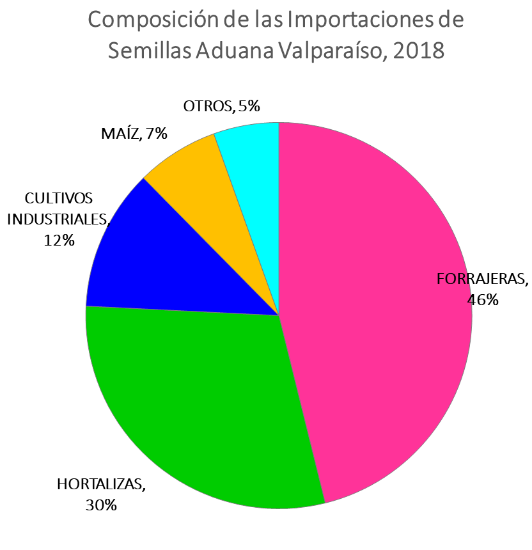 Composición de las Importaciones de
Semillas Aduana Valparaíso, 2018
OTROS, 5%
MAÍZ, 7%
CULTIVOS
INDUSTRIALES,
12%
FORRAJERAS,
46%
HORTALIZAS,
30%